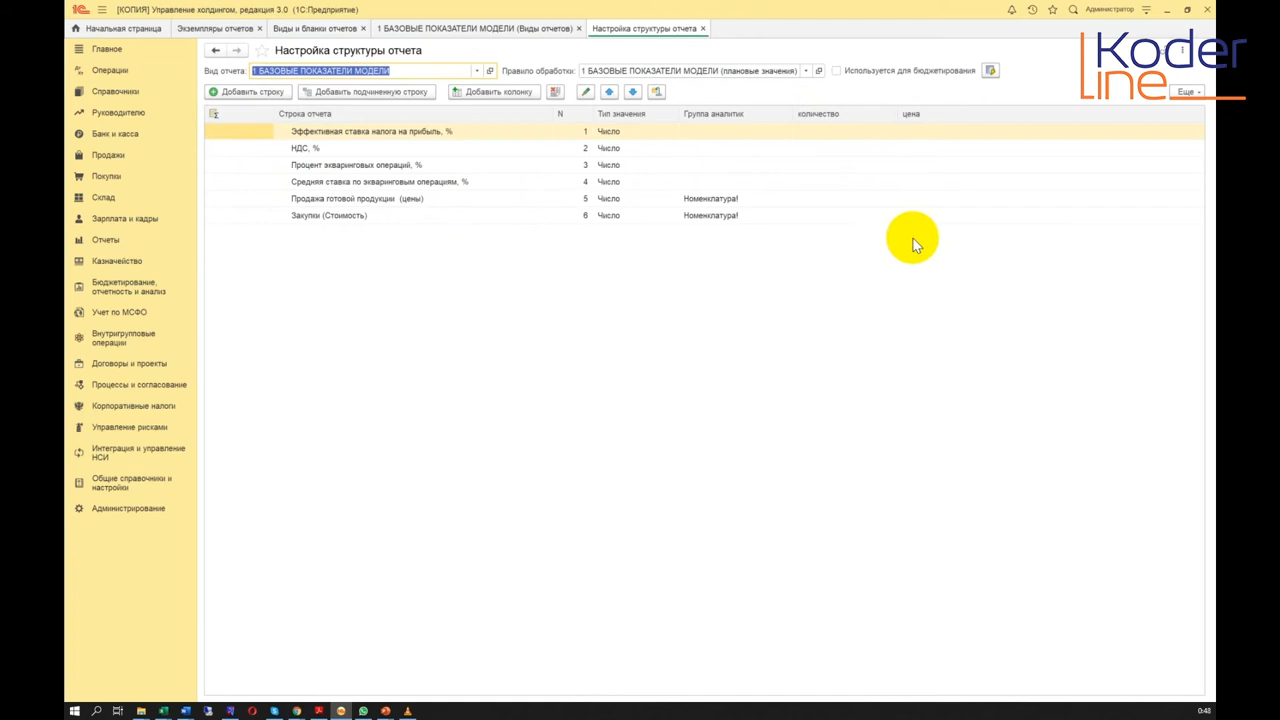 [КОПИЯ] Управление холдингом, редакция 3.0 (1С:Предприятие)
Администратор
Начальная страница
Экземпляры отчетов
Виды и бланки отчетов
1 БАЗОВЫЕ ПОКАЗАТЕЛИ МОДЕЛИ (Виды отчетов)
Настройка структуры отчета
Koder
line
Главное
Операции
Справочники
Руководителю
Банк и касса
Продажи
Покупки
Склад
Зарплата и кадры
Отчеты
Казначейство
Бюджетирование,
отчетность и анализ
Учет по МСФО
Внутригрупповые
операции
Договоры и проекты
Процессы и согласование
Корпоративные налоги
Управление рисками
Интеграция и управление
НСИ
Общие справочники и
настройки
Администрирование
Настройка структуры отчета
Вид отчета: 1 БАЗОВЫЕ ПОКАЗАТЕЛИ МОДЕЛИ
Правило обработки: 1 БАЗОВЫЕ ПОКАЗАТЕЛИ МОДЕЛИ (плановые значения)
Используется для бюджетирования
Добавить строку
Добавить подчиненную строку
Добавить колонку
Еще
Строка отчета N Тип значения Группа аналитик количество цена
Эффективная ставка налога на прибыль, % 1 Число
НДС, % 2 Число
Процент экваринговых операций, % 3 Число
Средняя ставка по экваринговым операциям, % 4 Число
Продажа готовой продукции (цены) 5 Число Номенклатура!
Закупки (Стоимость) 6 Число Номенклатура!
0:48